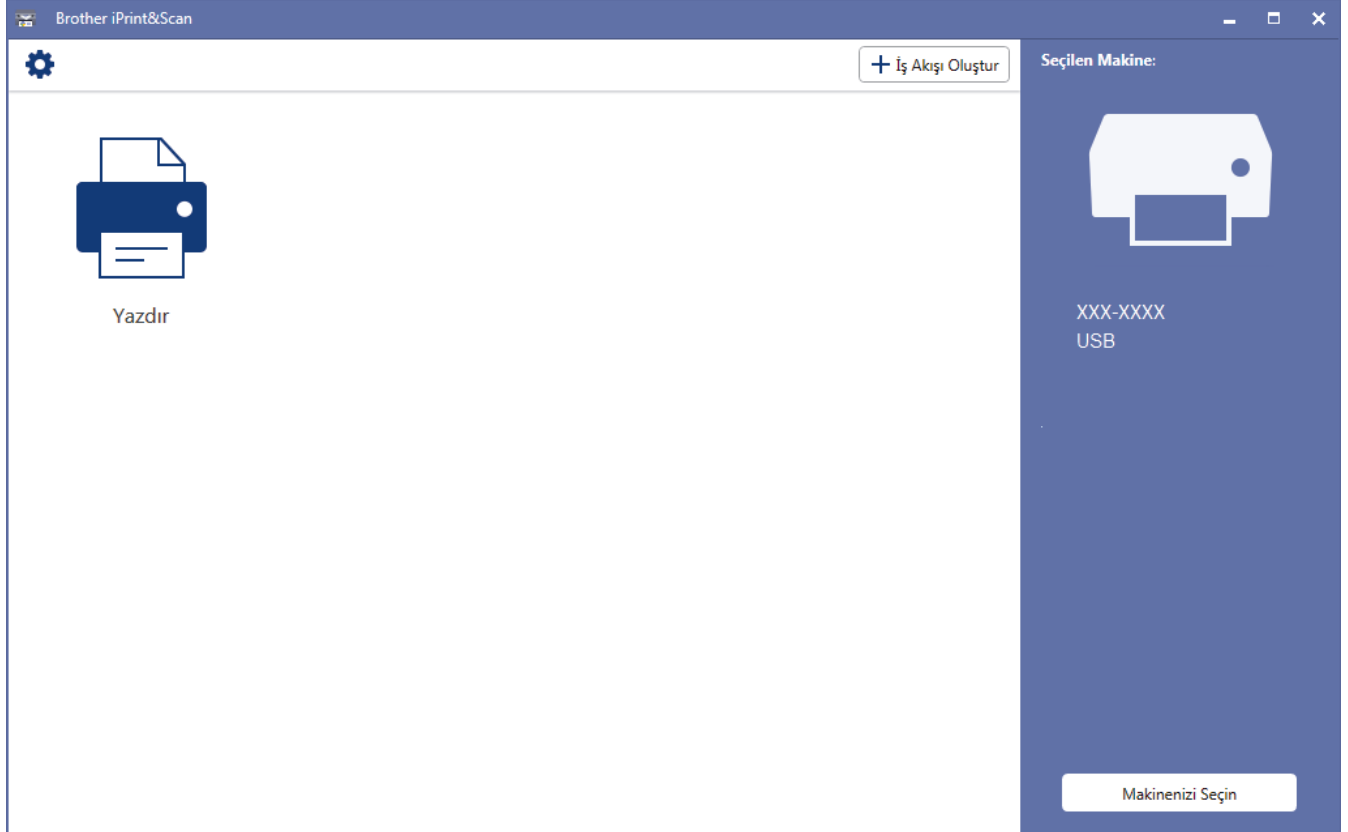 Brother iPrint&Scan
İş Akışı Oluştur
Seçilen Makine:
Yazdır
XXX-XXXX
USB
Makinenizi Seçin